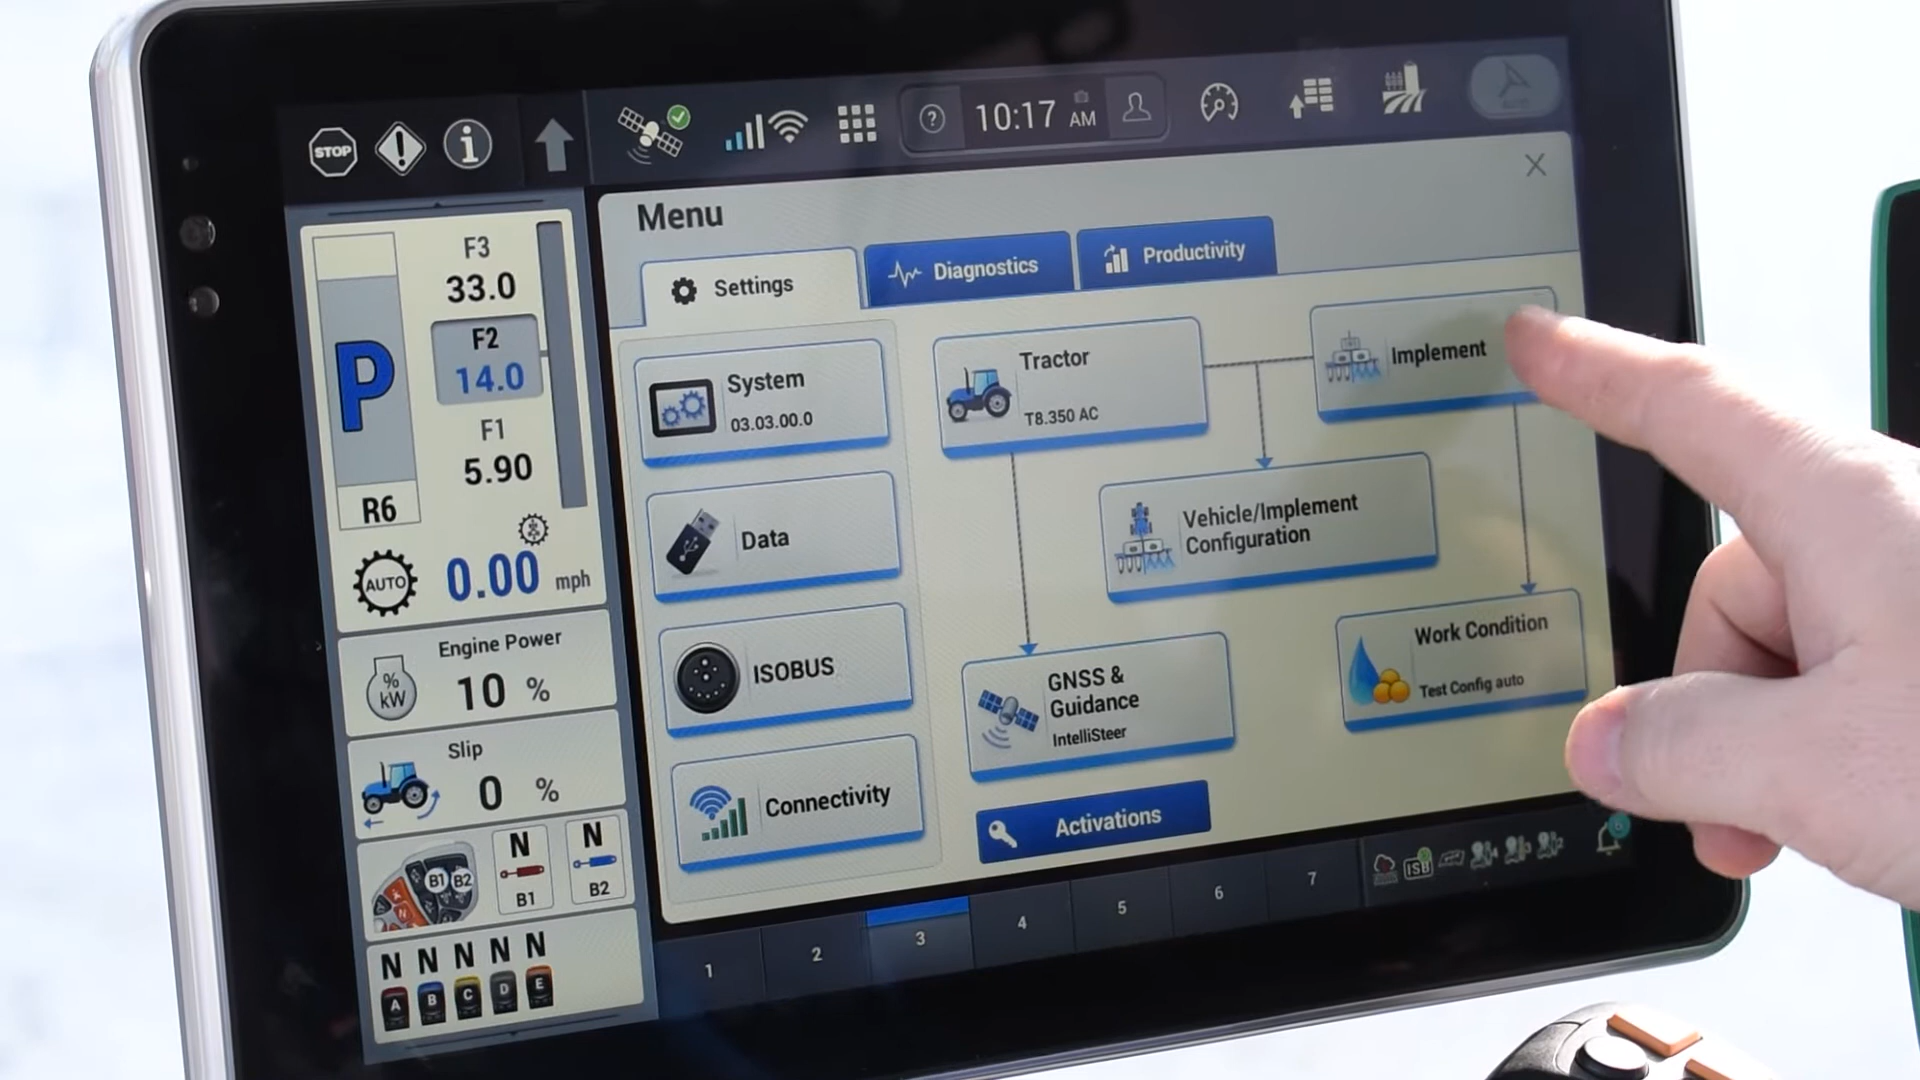 STOP
?
10:17 AM
AUTO
F3
33.0
F2
14.0
F1
5.90
P
R6
AUTO
0.00 mph
Engine Power
%
kW
10 %
Slip
0 %
B1 B2
N
N
B1
N
B2
N N N N N
A B C D E
Menu
Settings
Diagnostics
Productivity
System
03.03.00.0
Data
ISOBUS
Connectivity
Tractor
T8.350 AC
Implement
Vehicle/Implement
Configuration
GNSS &
Guidance
IntelliSteer
Work Condition
Test Config auto
Activations
1 2 3 4 5 6 7
ISB
6